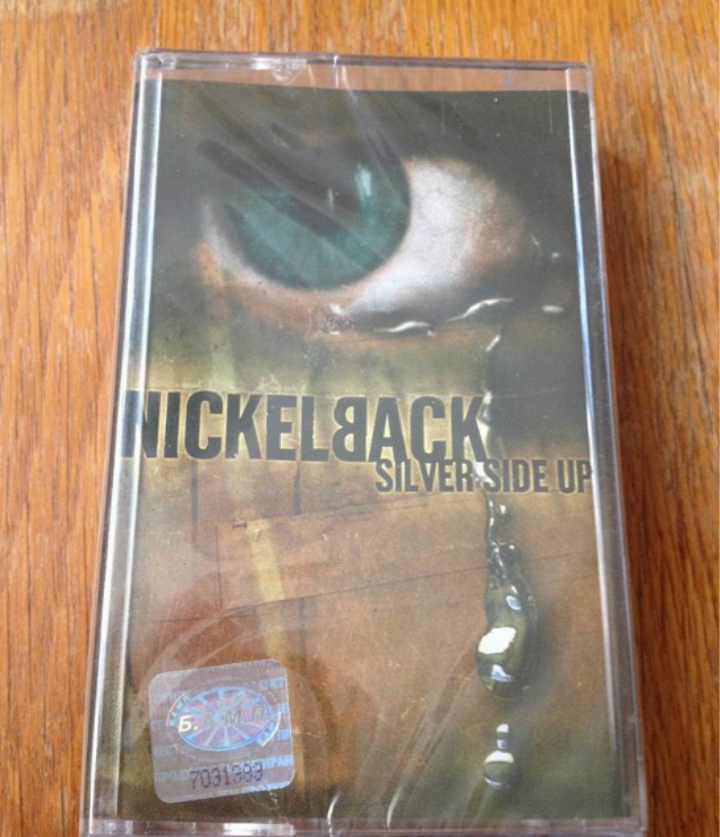 NICKELBACK
SILVER SIDE UP
Б.А.М.П.
7031383